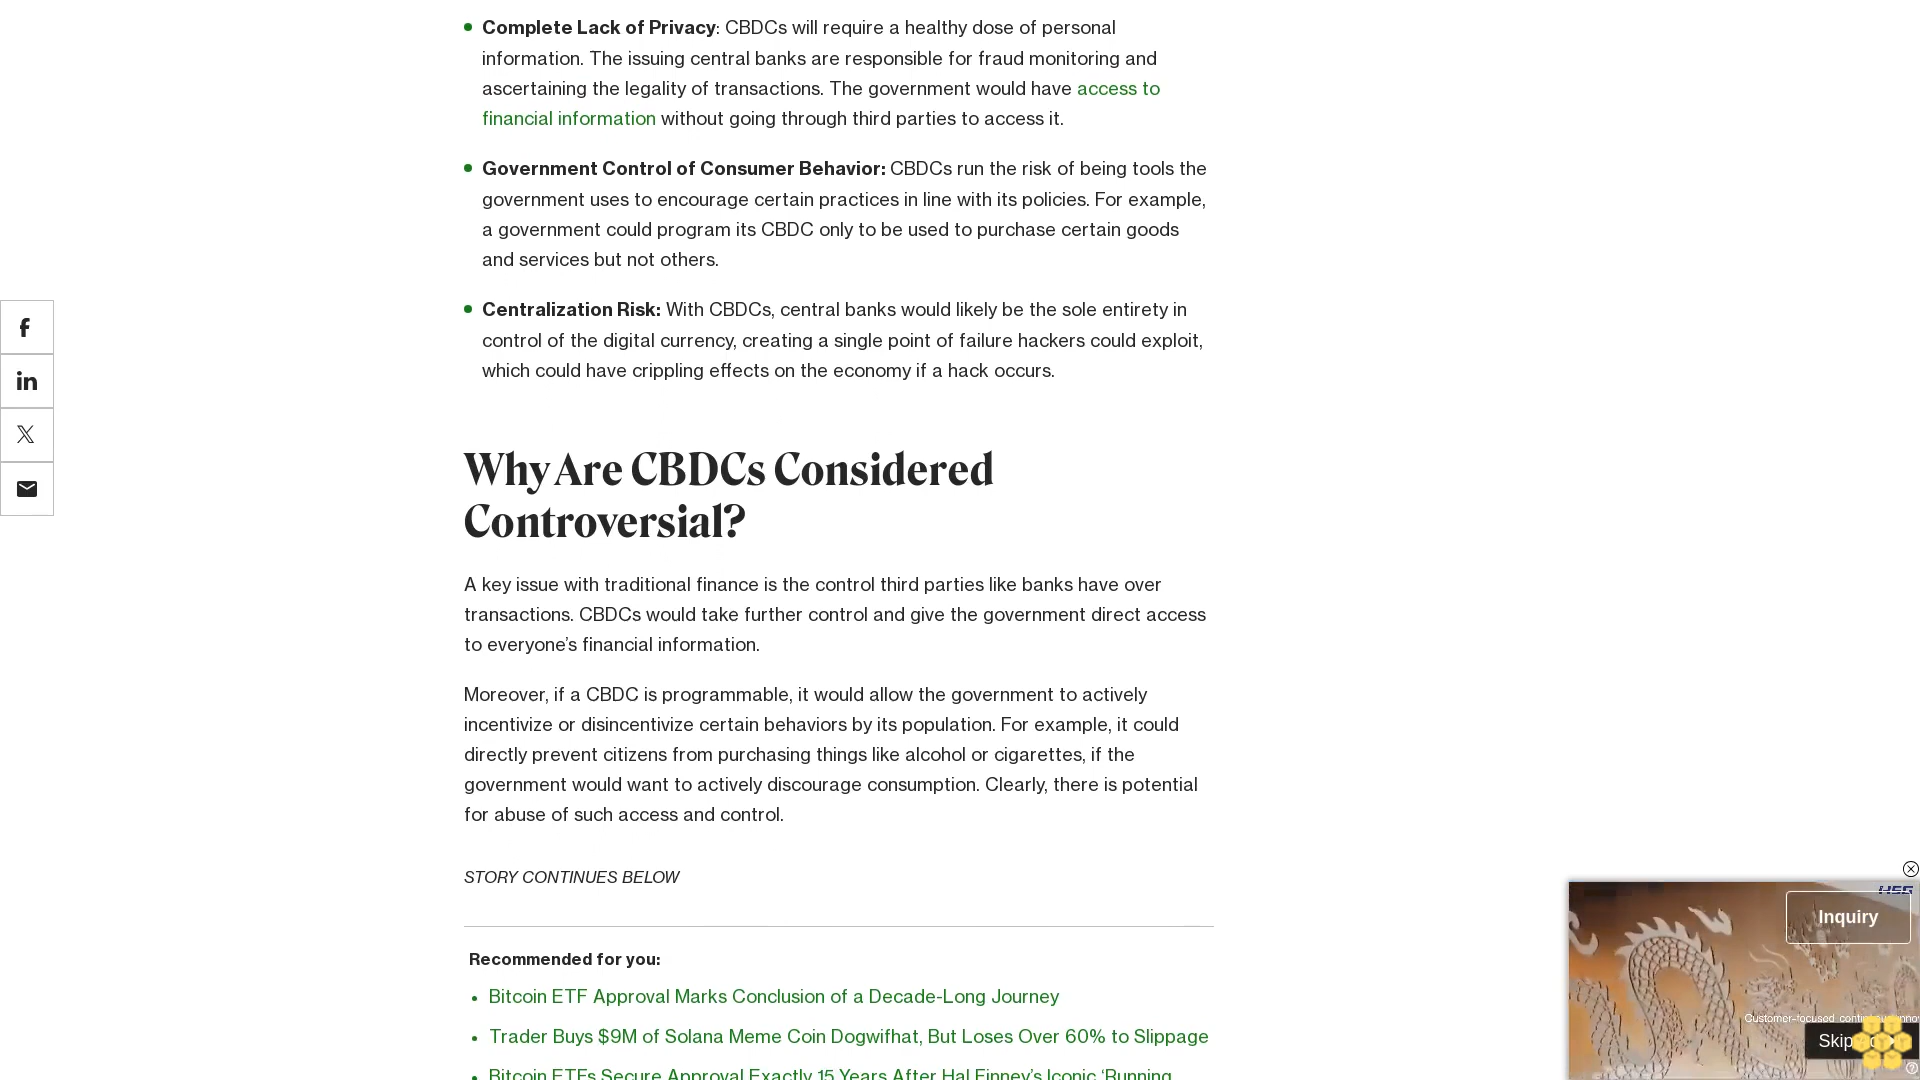 Complete Lack of Privacy: CBDCs will require a healthy dose of personal
information. The issuing central banks are responsible for fraud monitoring and
ascertaining the legality of transactions. The government would have access to
financial information without going through third parties to access it.
Government Control of Consumer Behavior: CBDCs run the risk of being tools the
government uses to encourage certain practices in line with its policies. For example,
a government could program its CBDC only to be used to purchase certain goods
and services but not others.
Centralization Risk: With CBDCs, central banks would likely be the sole entirety in
control of the digital currency, creating a single point of failure hackers could exploit,
which could have crippling effects on the economy if a hack occurs.
Why Are CBDCs Considered
Controversial?
A key issue with traditional finance is the control third parties like banks have over
transactions. CBDCs would take further control and give the government direct access
to everyone’s financial information.
Moreover, if a CBDC is programmable, it would allow the government to actively
incentivize or disincentivize certain behaviors by its population. For example, it could
directly prevent citizens from purchasing things like alcohol or cigarettes, if the
government would want to actively discourage consumption. Clearly, there is potential
for abuse of such access and control.
STORY CONTINUES BELOW
Recommended for you:
Bitcoin ETF Approval Marks Conclusion of a Decade-Long Journey
Trader Buys $9M of Solana Meme Coin Dogwifhat, But Loses Over 60% to Slippage
Bitcoin ETFs Secure Approval Exactly 15 Years After Hal Finney’s Iconic ‘Running
HSG
Inquiry
Customer-focused
Skip